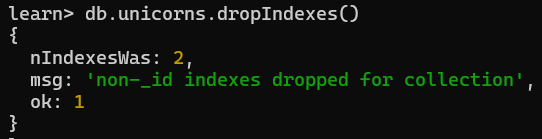 learn> db.unicorns.dropIndexes()
{
  nIndexesWas: 2,
  msg: 'non-_id indexes dropped for collection',
  ok: 1
}